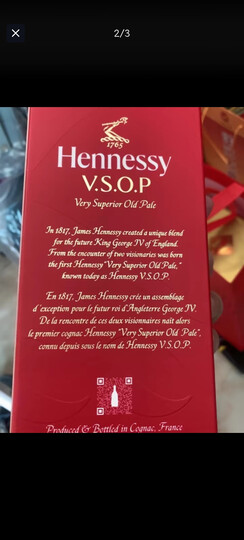 2/3
1765
Hennessy
V.S.O.P
Very Superior Old Pale
In 1817, James Hennessy created a unique blend
for the future King George IV of England.
From the encounter of two visionaries was born
the first Hennessy "Very Superior Old Pale,"
known today as Hennessy V.S.O.P.
En 1817, James Hennessy crée un assemblage
d'exception pour le futur roi d'Angleterre George IV.
De la rencontre de ces deux visionnaires naît alors
le premier cognac Hennessy "Very Superior Old Pale",
connu depuis sous le nom de Hennessy V.S.O.P.
Produced & Bottled in Cognac, France